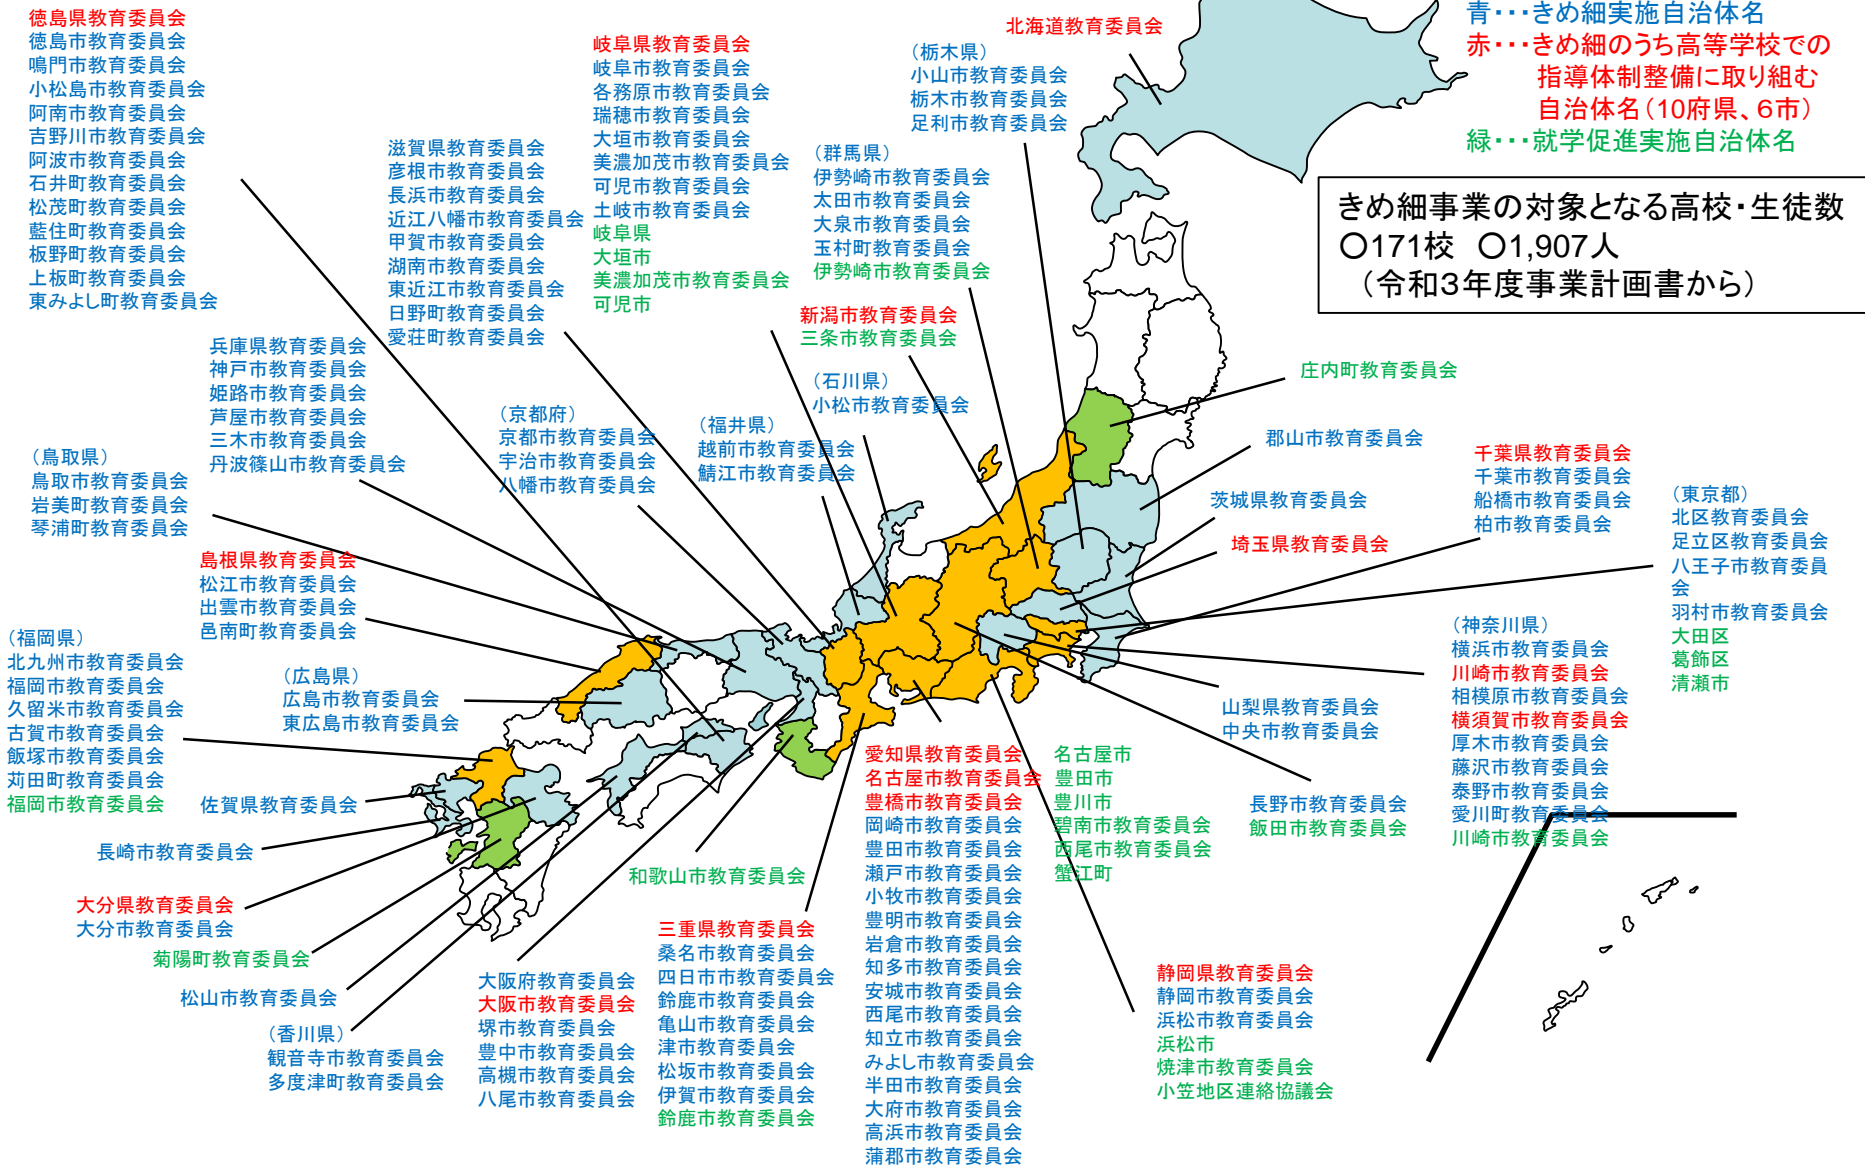 徳島県教育委員会
徳島市教育委員会
鳴門市教育委員会
小松島市教育委員会
阿南市教育委員会
吉野川市教育委員会
阿波市教育委員会
石井町教育委員会
松茂町教育委員会
藍住町教育委員会
板野町教育委員会
上板町教育委員会
東みよし町教育委員会
滋賀県教育委員会
彦根市教育委員会
長浜市教育委員会
近江八幡市教育委員会
甲賀市教育委員会
湖南市教育委員会
東近江市教育委員会
日野町教育委員会
愛荘町教育委員会
岐阜県教育委員会
岐阜市教育委員会
各務原市教育委員会
瑞穂市教育委員会
大垣市教育委員会
美濃加茂市教育委員会
可児市教育委員会
土岐市教育委員会
岐阜県
大垣市
美濃加茂市教育委員会
可児市
(栃木県)
小山市教育委員会
栃木市教育委員会
足利市教育委員会
(群馬県)
伊勢崎市教育委員会
太田市教育委員会
大泉市教育委員会
玉村町教育委員会
伊勢崎市教育委員会
北海道教育委員会
青・・・きめ細実施自治体名
赤・・・きめ細のうち高等学校での
指導体制整備に取り組む
自治体名(10府県、6市)
緑・・・就学促進実施自治体名
きめ細事業の対象となる高校・生徒数
〇171校 〇1,907人
(令和3年度事業計画書から)
新潟市教育委員会
三条市教育委員会
(石川県)
小松市教育委員会
(福井県)
越前市教育委員会
鯖江市教育委員会
(京都府)
京都市教育委員会
宇治市教育委員会
八幡市教育委員会
兵庫県教育委員会
神戸市教育委員会
姫路市教育委員会
芦屋市教育委員会
三木市教育委員会
丹波篠山市教育委員会
(鳥取県)
鳥取市教育委員会
岩美町教育委員会
琴浦町教育委員会
島根県教育委員会
松江市教育委員会
出雲市教育委員会
邑南町教育委員会
(広島県)
広島市教育委員会
東広島市教育委員会
(福岡県)
北九州市教育委員会
福岡市教育委員会
久留米市教育委員会
古賀市教育委員会
飯塚市教育委員会
苅田町教育委員会
福岡市教育委員会
佐賀県教育委員会
長崎市教育委員会
大分県教育委員会
大分市教育委員会
菊陽町教育委員会
松山市教育委員会
(香川県)
観音寺市教育委員会
多度津町教育委員会
大阪府教育委員会
大阪市教育委員会
堺市教育委員会
豊中市教育委員会
高槻市教育委員会
八尾市教育委員会
和歌山市教育委員会
三重県教育委員会
桑名市教育委員会
四日市市教育委員会
鈴鹿市教育委員会
亀山市教育委員会
津市教育委員会
松坂市教育委員会
伊賀市教育委員会
鈴鹿市教育委員会
愛知県教育委員会
名古屋市教育委員会
豊橋市教育委員会
岡崎市教育委員会
豊田市教育委員会
瀬戸市教育委員会
小牧市教育委員会
豊明市教育委員会
岩倉市教育委員会
知多市教育委員会
安城市教育委員会
西尾市教育委員会
知立市教育委員会
みよし市教育委員会
半田市教育委員会
大府市教育委員会
高浜市教育委員会
蒲郡市教育委員会
名古屋市
豊田市
豊川市
碧南市教育委員会
西尾市教育委員会
蟹江町
静岡県教育委員会
静岡市教育委員会
浜松市教育委員会
浜松市
焼津市教育委員会
小笠地区連絡協議会
長野市教育委員会
飯田市教育委員会
山梨県教育委員会
中央市教育委員会
庄内町教育委員会
郡山市教育委員会
茨城県教育委員会
埼玉県教育委員会
千葉県教育委員会
千葉市教育委員会
船橋市教育委員会
柏市教育委員会
(東京都)
北区教育委員会
足立区教育委員会
八王子市教育委員
会
羽村市教育委員会
大田区
葛飾区
清瀬市
(神奈川県)
横浜市教育委員会
川崎市教育委員会
相模原市教育委員会
横須賀市教育委員会
厚木市教育委員会
藤沢市教育委員会
泰野市教育委員会
愛川町教育委員会
川崎市教育委員会